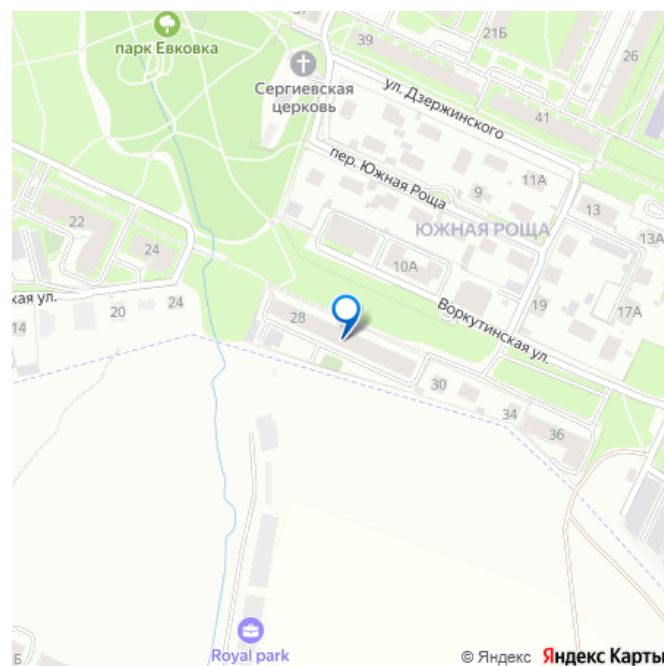 парк Евковка
39
21Б
26
Сергиевская
церковь
ул. Дзержинского
41
пер. Южная Роща
11А
9
13
22
ЮЖНАЯ РОЩА
13А
24
10А
кая ул.
24
Воркутинская ул.
19
17А
20
14
28
30
34
36
Royal park
Б
© Яндекс Яндекс Карты